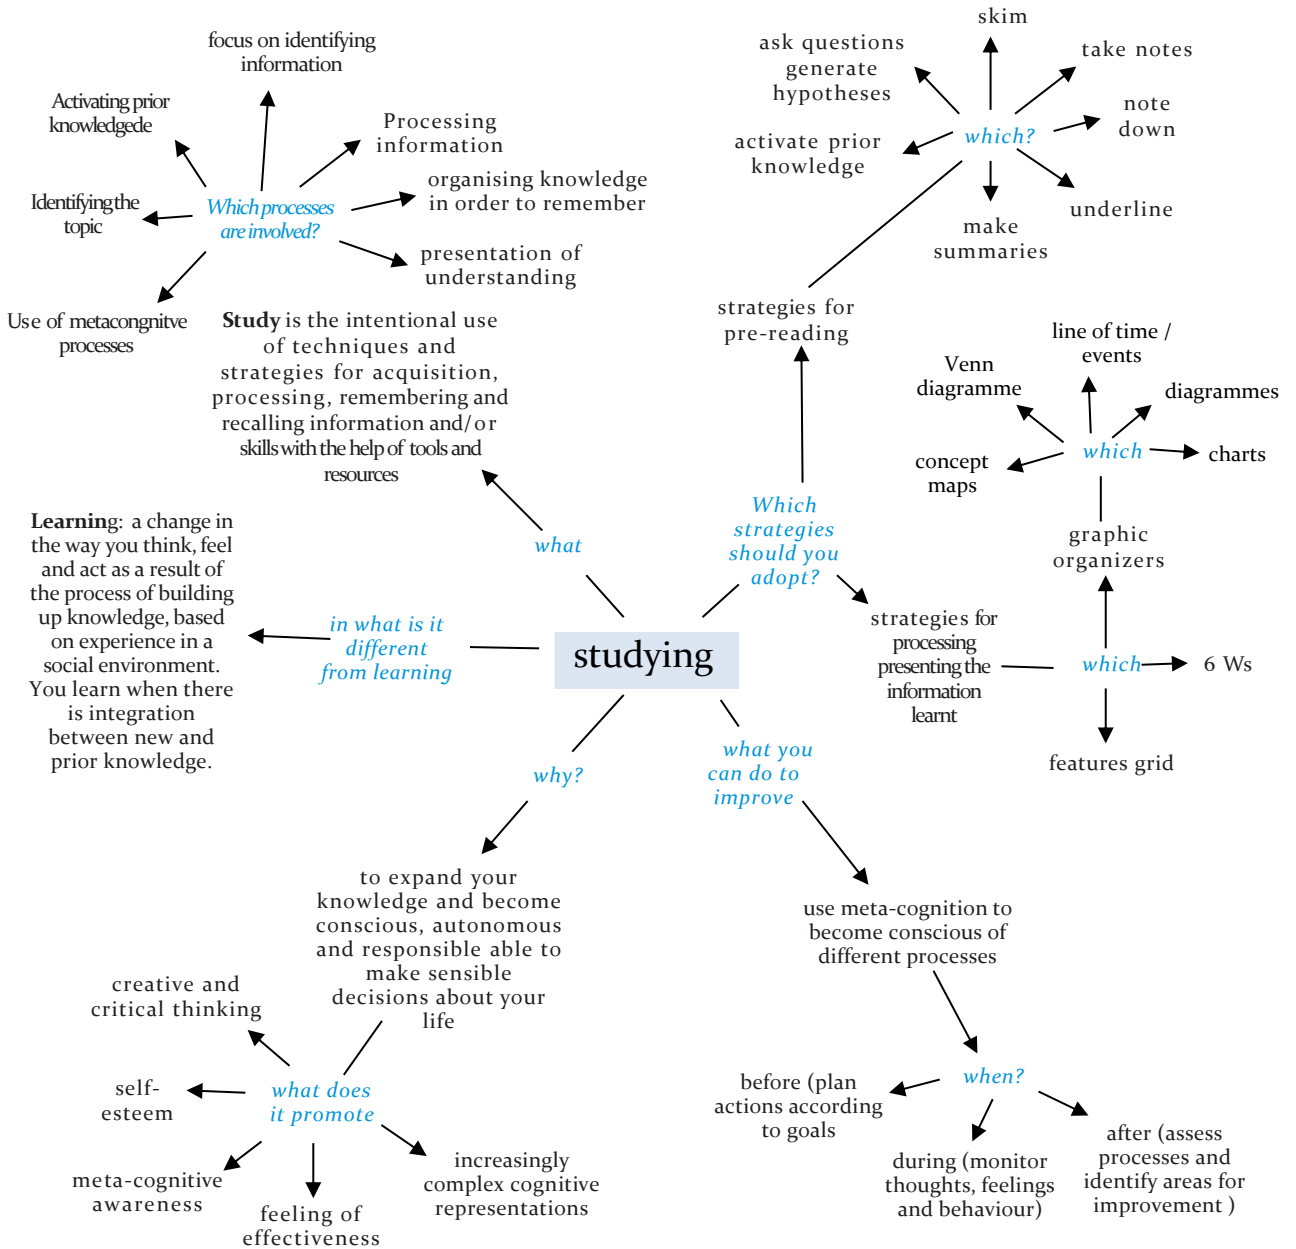 focus on identifying
information
Activating prior
knowledgede
Processing
information
Identifying the
topic
Which processes
are involved?
organising knowledge
in order to remember
presentation of
understanding
Use of metacongnitve
processes
skim
ask questions
generate
hypotheses
take notes
note
down
which?
activate prior
knowledge
underline
make
summaries
strategies for
pre-reading
Study is the intentional use
of techniques and
strategies for acquisition,
processing, remembering and
recalling information and/or
skills with the help of tools and
resources
line of time /
events
Venn
diagramme
diagrammes
which
charts
concept
maps
graphic
organizers
Which
strategies
should you
adopt?
what
Learning: a change in
the way you think, feel
and act as a result of
the process of building
up knowledge, based
on experience in a
social environment.
You learn when there
is integration
between new and
prior knowledge.
in what is it
different
from learning
studying
strategies for
processing
presenting the
information
learnt
which
6 Ws
features grid
why?
what you
can do to
improve
to expand your
knowledge and become
conscious, autonomous
and responsible able to
make sensible
decisions about your
life
use meta-cognition to
become conscious of
different processes
creative and
critical thinking
self-
esteem
what does
it promote
meta-cognitive
awareness
feeling of
effectiveness
increasingly
complex cognitive
representations
when?
before (plan
actions according
to goals
during (monitor
thoughts, feelings
and behaviour)
after (assess
processes and
identify areas for
improvement )